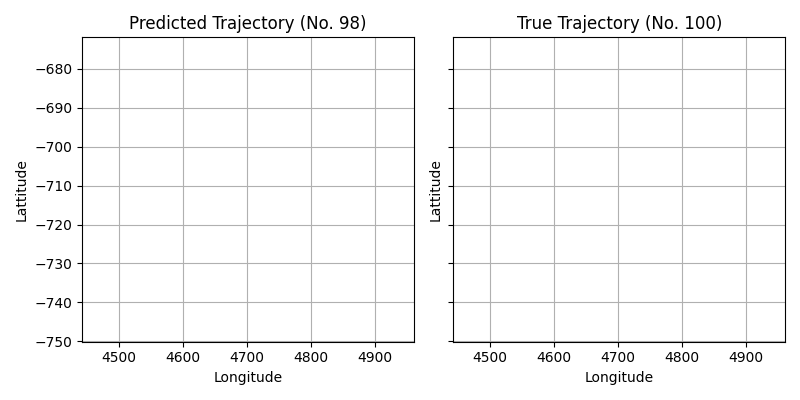 Predicted Trajectory (No. 98)
−680
−690
−700
−710
−720
−730
−740
−750
Lattitude
4500 4600 4700 4800 4900
Longitude
True Trajectory (No. 100)
Lattitude
4500 4600 4700 4800 4900
Longitude